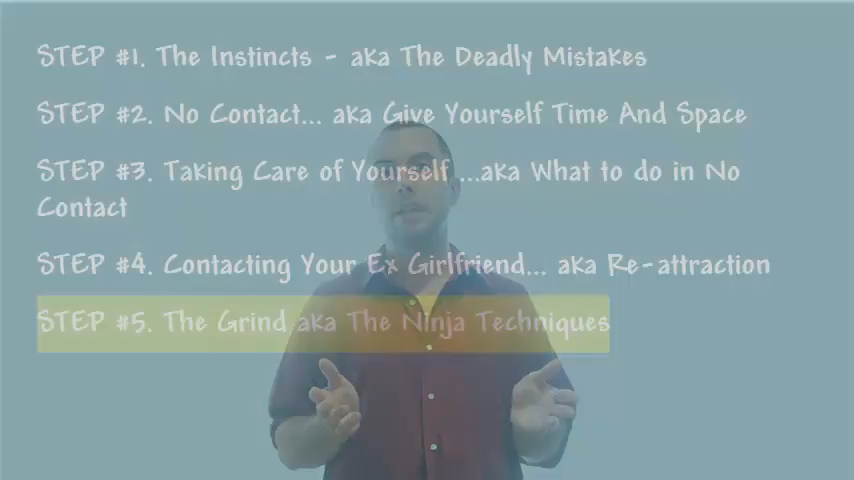 STEP #1. The Instincts - aka The Deadly Mistakes
STEP #2. No Contact... aka Give Yourself Time And Space
STEP #3. Taking Care of Yourself ...aka What to do in No
Contact
STEP #4. Contacting Your Ex Girlfriend... aka Re-attraction
STEP #5. The Grind aka The Ninja Techniques